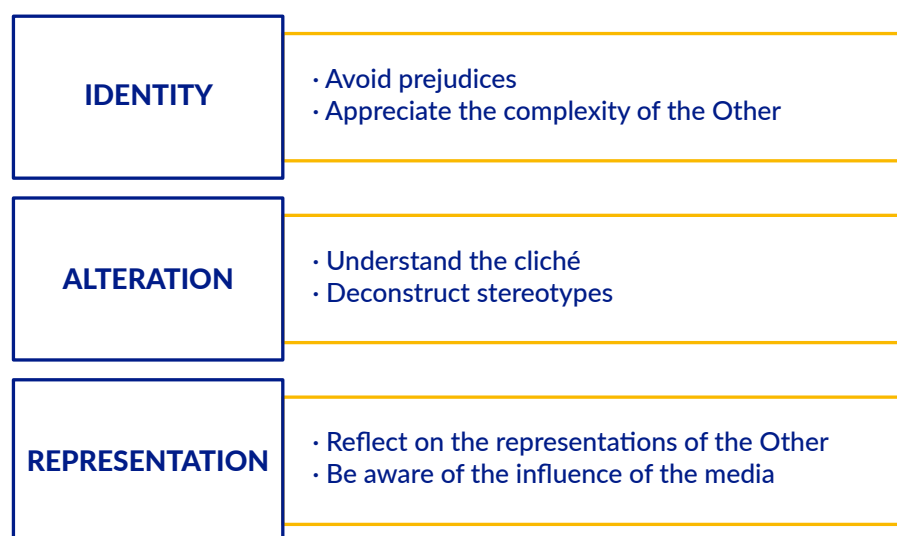 IDENTITY
· Avoid prejudices
· Appreciate the complexity of the Other
ALTERATION
· Understand the cliché
· Deconstruct stereotypes
REPRESENTATION
· Reflect on the representations of the Other
· Be aware of the influence of the media